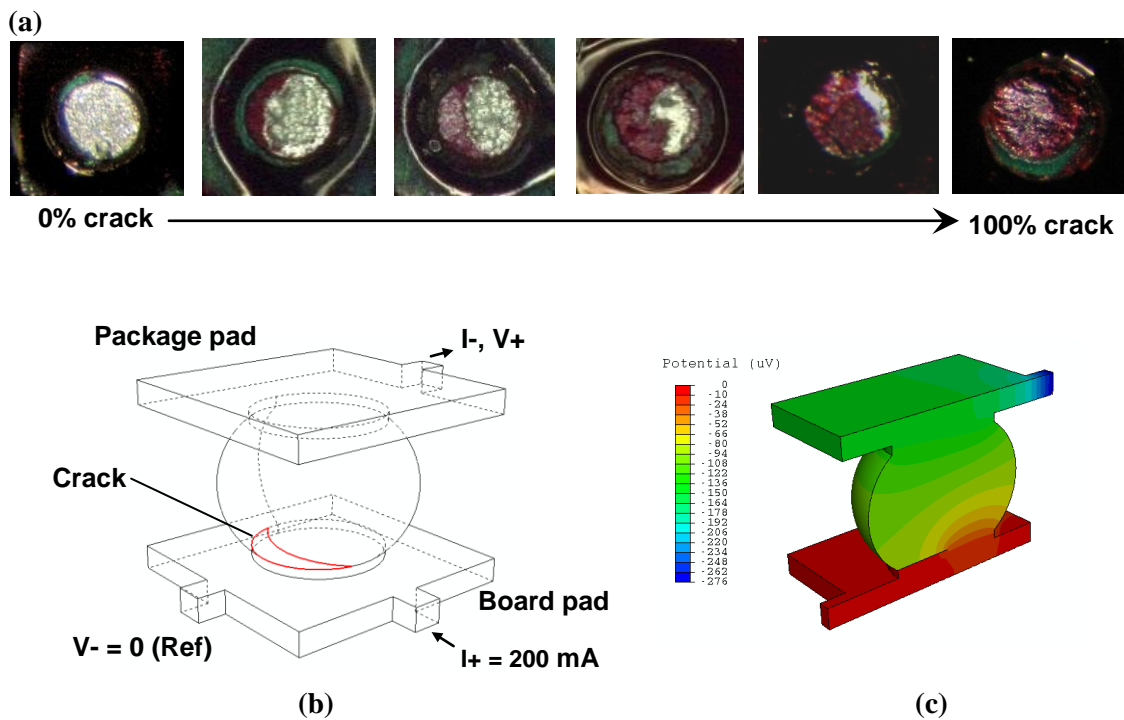 (a)
0% crack
100% crack
Package pad
I-, V+
Crack
Board pad
V- = 0 (Ref)
I+ = 200 mA
(b)
Potential (uV)
0
-10
-24
-38
-52
-66
-80
-94
-108
-122
-136
-150
-164
-178
-192
-206
-220
-234
-248
-262
-276
(c)